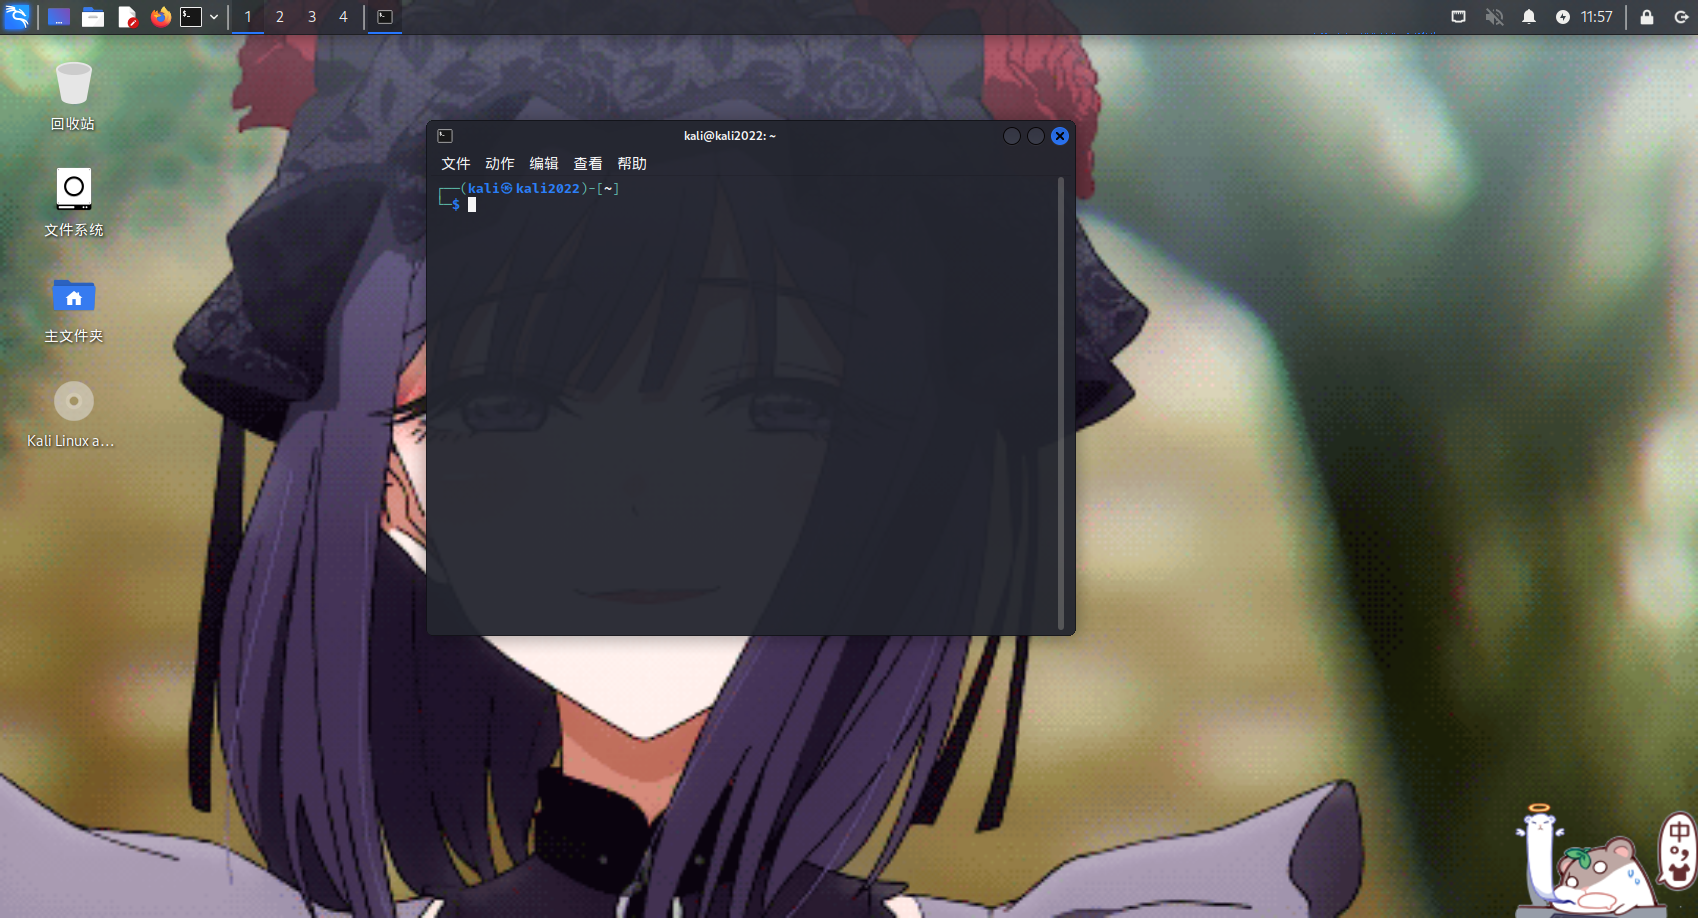 1 2 3 4
11:57
回收站
文件系统
主文件夹
Kali Linux a…
kali@kali2022: ~
文件 动作 编辑 查看 帮助
┌──(kali㉿kali2022)-[~]
└─$
中